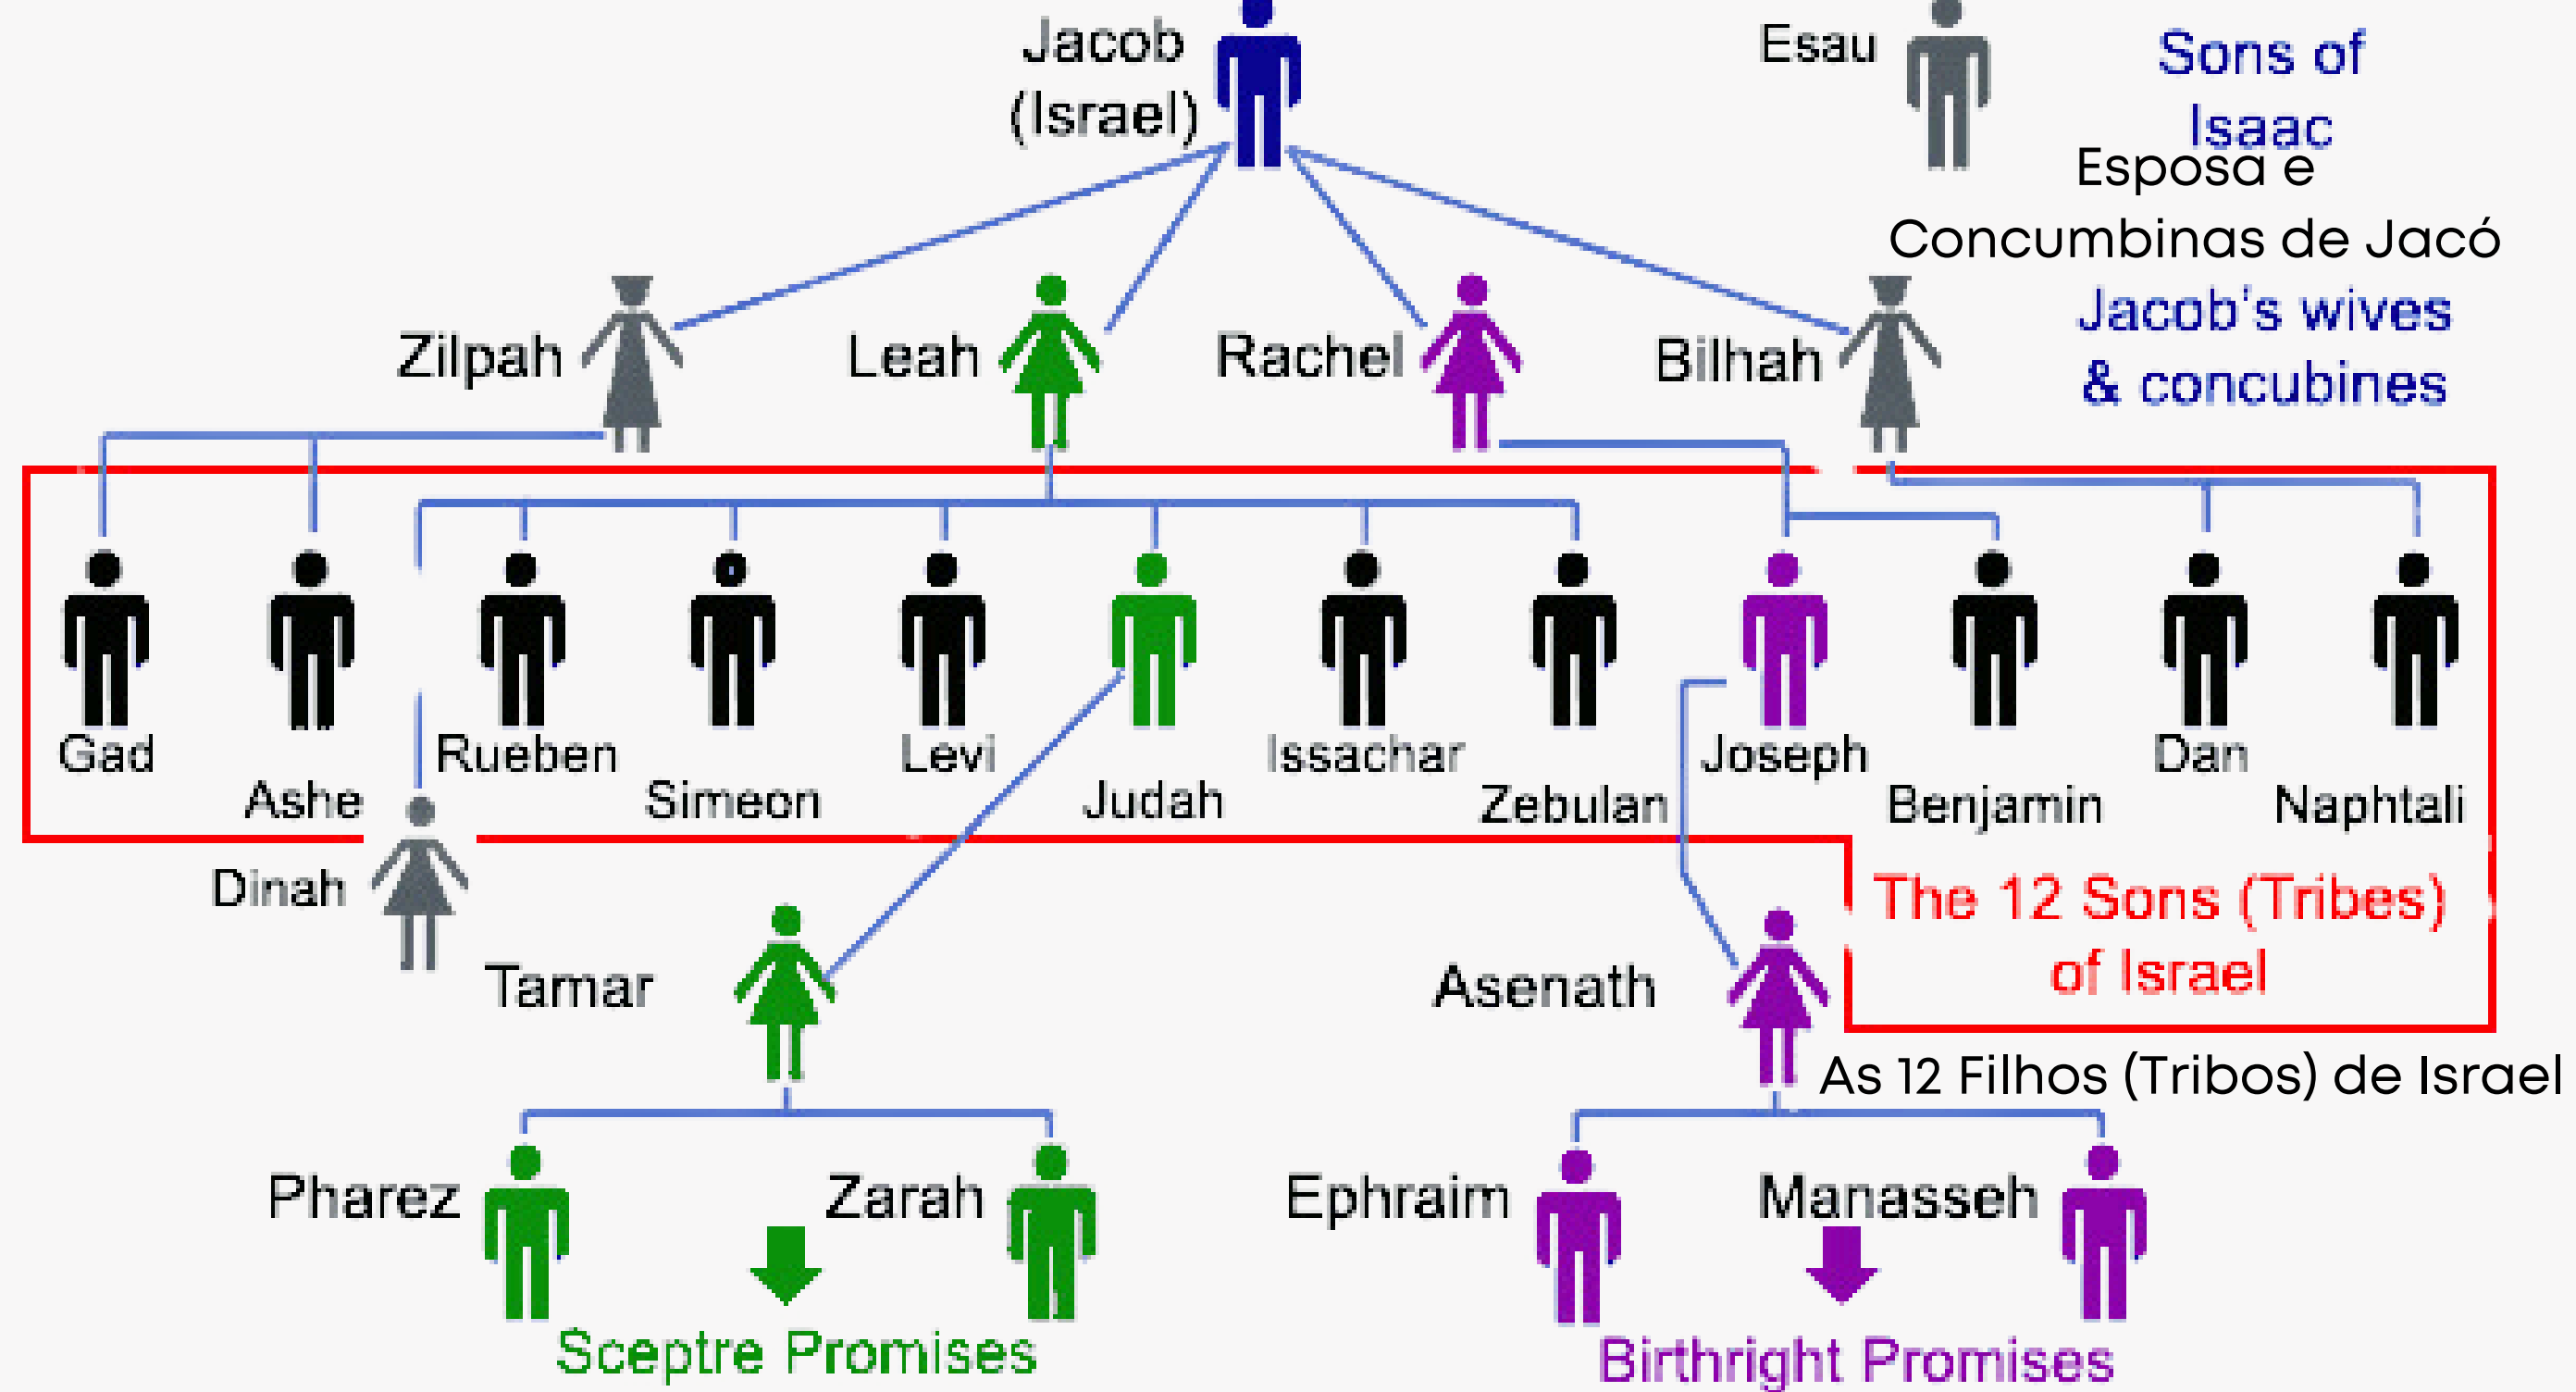 Jacob
(Israel)
Esau
Sons of
Isaac
Esposa e
Concumbinas de Jacó
Jacob's wives
& concubines
Zilpah
Leah
Rachel
Bilhah
Gad
Ashe
Rueben
Simeon
Levi
Judah
Issachar
Zebulan
Joseph
Benjamin
Dan
Naphtali
Dinah
The 12 Sons (Tribes)
of Israel
Tamar
Asenath
As 12 Filhos (Tribos) de Israel
Pharez
Zarah
Ephraim
Manasseh
Sceptre Promises
Birthright Promises